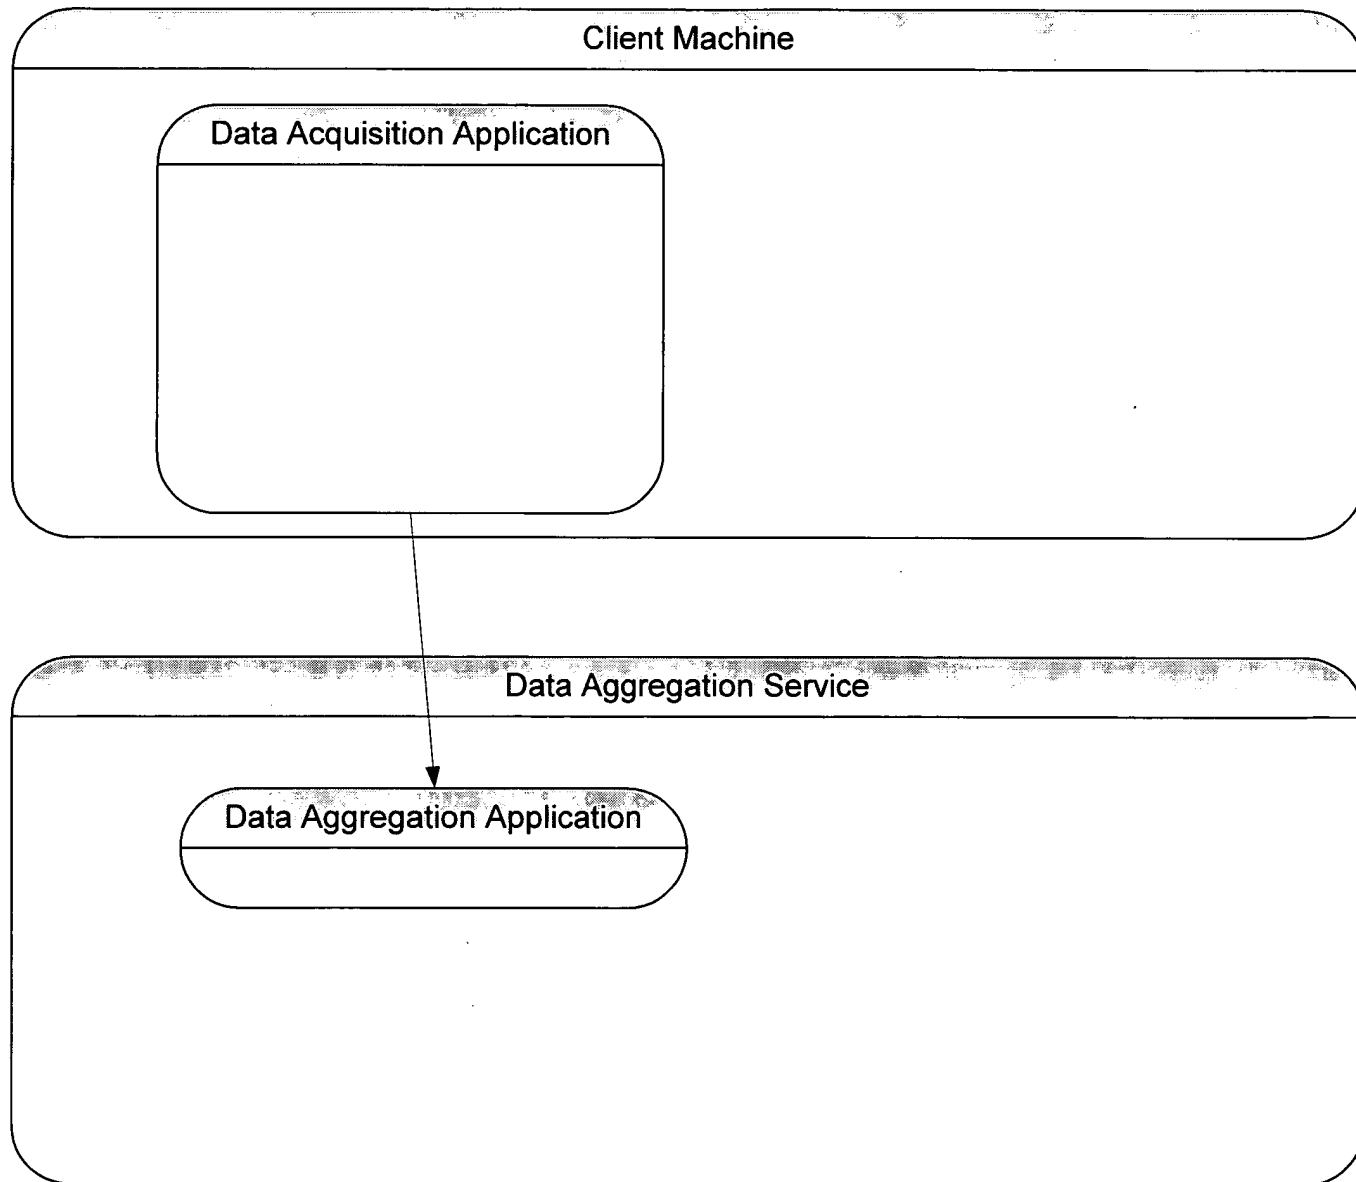 Client Machine
Data Acquisition Application
Data Aggregation Service
Data Aggregation Application